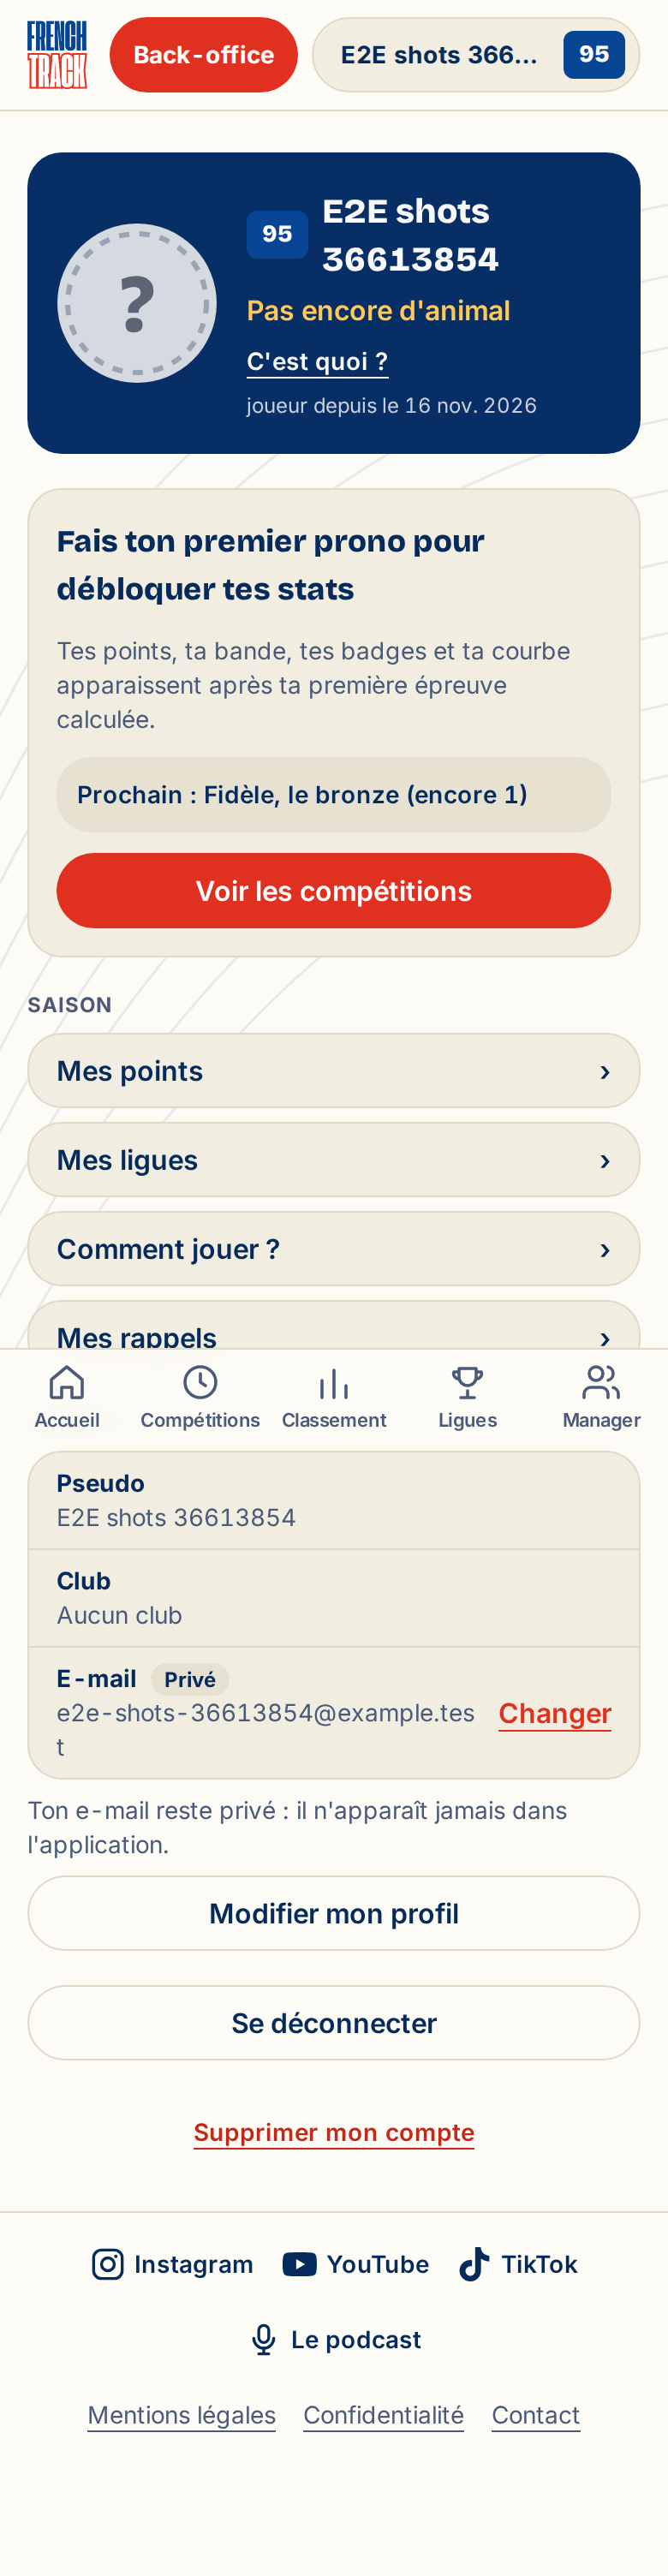 FRENCH
TRACK
Back-office
E2E shots 366... 95
95 E2E shots
36613854
?
Pas encore d'animal
C'est quoi ?
joueur depuis le 16 nov. 2026
Fais ton premier prono pour
débloquer tes stats
Tes points, ta bande, tes badges et ta courbe
apparaissent après ta première épreuve
calculée.
Prochain : Fidèle, le bronze (encore 1)
Voir les compétitions
SAISON
Mes points ›
Mes ligues ›
Comment jouer ? ›
Mes rappels ›
Accueil Compétitions Classement Ligues Manager
Pseudo
E2E shots 36613854
Club
Aucun club
E-mail Privé
e2e-shots-36613854@example.tes
t
Changer
Ton e-mail reste privé : il n'apparaît jamais dans
l'application.
Modifier mon profil
Se déconnecter
Supprimer mon compte
Instagram YouTube TikTok
Le podcast
Mentions légales Confidentialité Contact